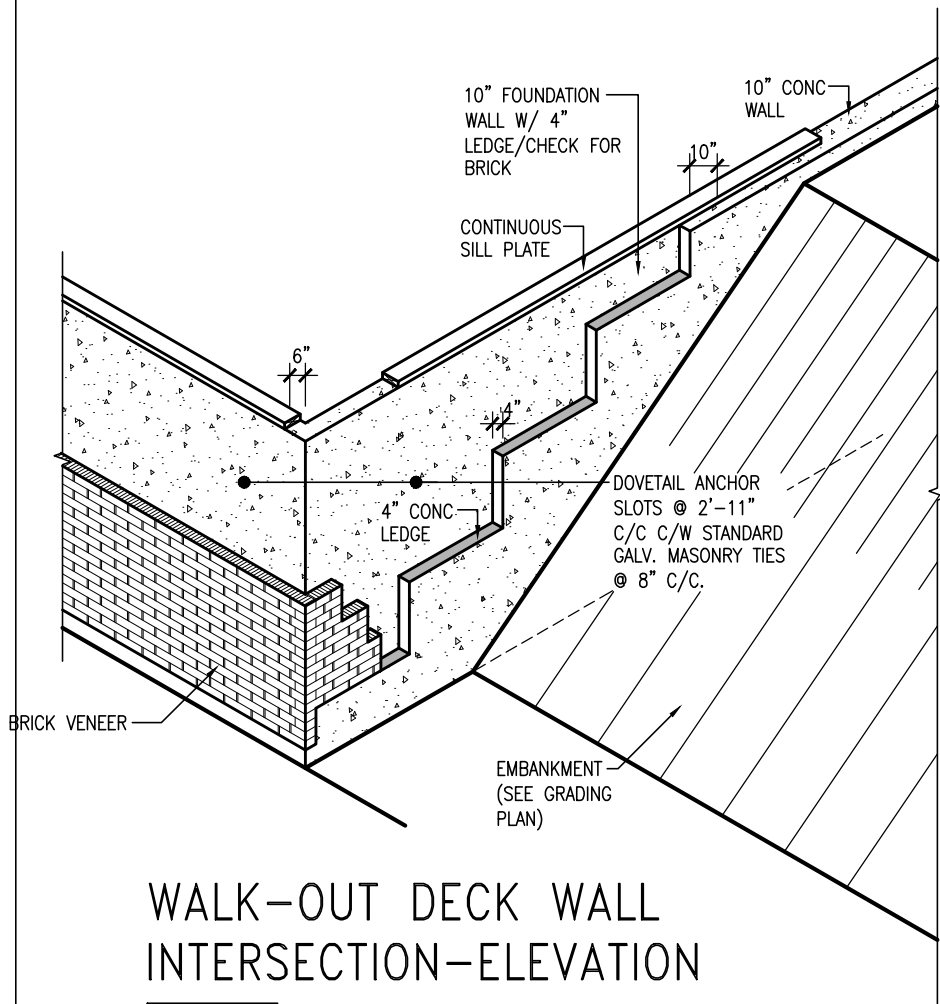 10" FOUNDATION
WALL W/ 4"
LEDGE/CHECK FOR
BRICK
10" CONC
WALL
10"
CONTINUOUS
SILL PLATE
6"
4"
DOVETAIL ANCHOR
SLOTS @ 2'-11"
C/C C/W STANDARD
GALV. MASONRY TIES
@ 8" C/C.
4" CONC
LEDGE
BRICK VENEER
EMBANKMENT
(SEE GRADING
PLAN)
WALK-OUT DECK WALL
INTERSECTION-ELEVATION